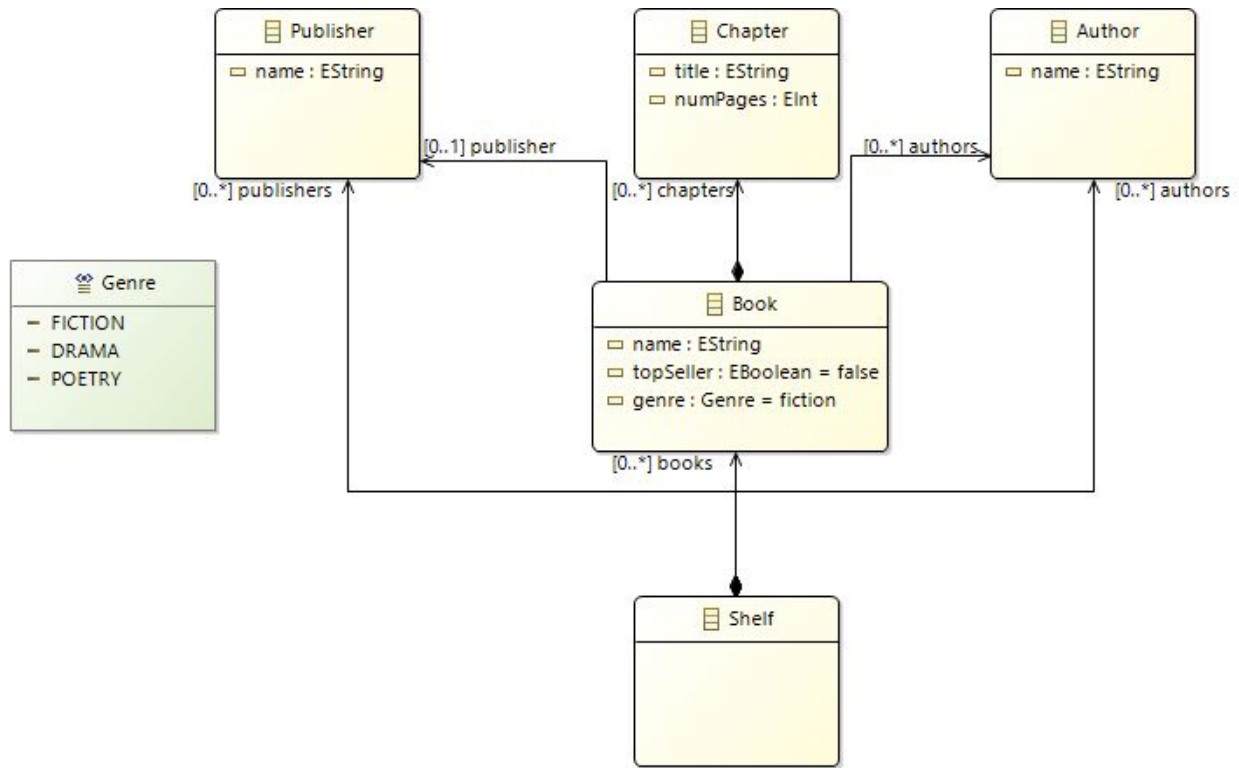 Publisher
name : EString
Chapter
title : EString
numPages : EInt
Author
name : EString
[0..1] publisher
[0..*] authors
[0..*] publishers
[0..*] chapters
[0..*] authors
Genre
FICTION
DRAMA
POETRY
Book
name : EString
topSeller : EBoolean = false
genre : Genre = fiction
[0..*] books
Shelf